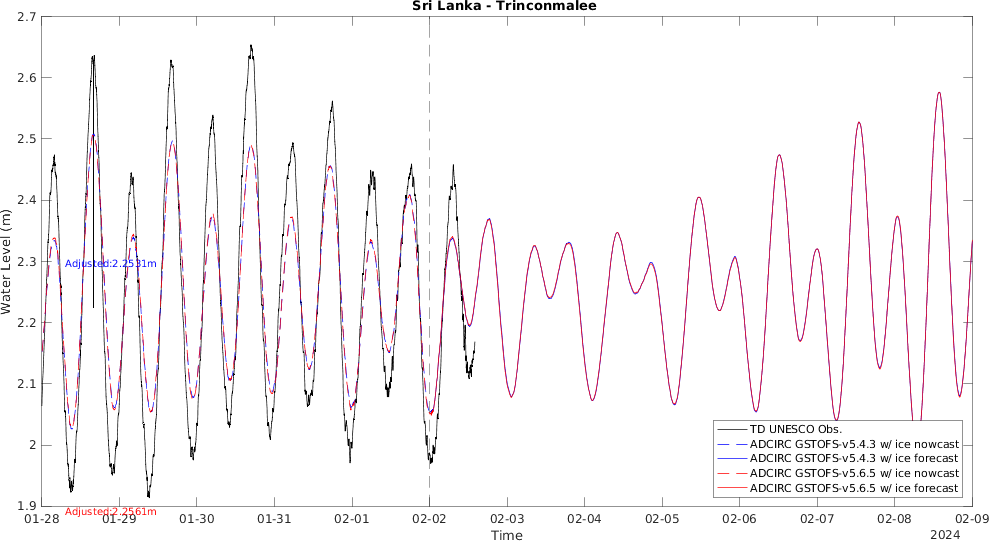 Sri Lanka - Trinconmalee
2.7
2.6
2.5
2.4
2.3
2.2
2.1
2
1.9
Water Level (m)
Adjusted:2.2531m
Adjusted:2.2561m
TD UNESCO Obs.
ADCIRC GSTOFS-v5.4.3 w/ ice nowcast
ADCIRC GSTOFS-v5.4.3 w/ ice forecast
ADCIRC GSTOFS-v5.6.5 w/ ice nowcast
ADCIRC GSTOFS-v5.6.5 w/ ice forecast
01-28 01-29 01-30 01-31 02-01 02-02 02-03 02-04 02-05 02-06 02-07 02-08 02-09
Time
2024